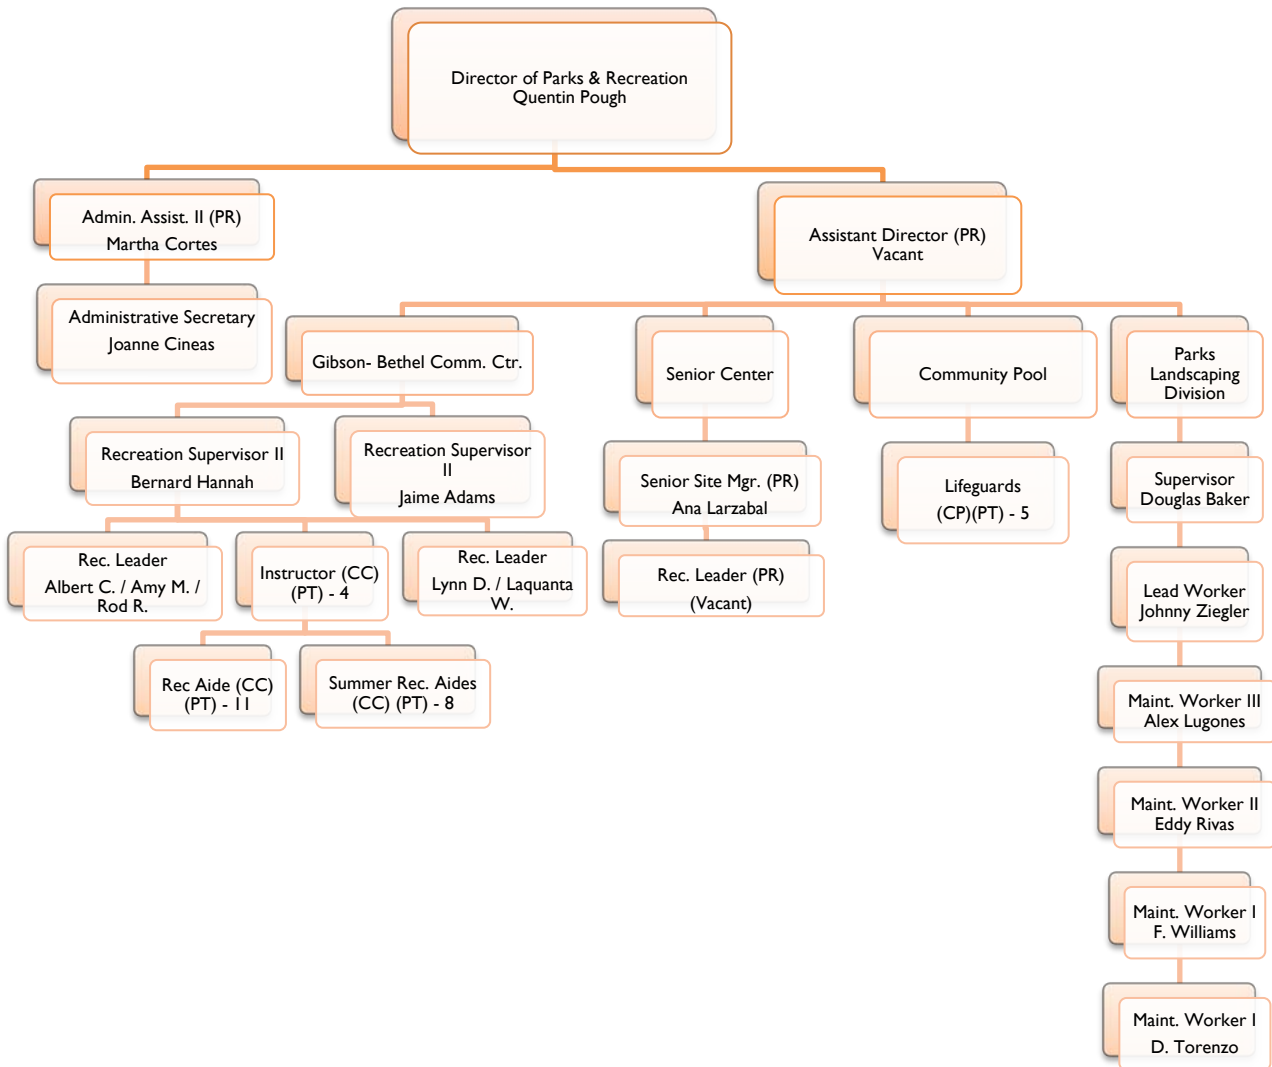 Director of Parks & Recreation
Quentin Pough
Admin. Assist. II (PR)
Martha Cortes
Assistant Director (PR)
Vacant
Administrative Secretary
Joanne Cineas
Gibson- Bethel Comm. Ctr.
Senior Center
Community Pool
Parks
Landscaping
Division
Recreation Supervisor II
Bernard Hannah
Recreation Supervisor
II
Jaime Adams
Senior Site Mgr. (PR)
Ana Larzabal
Lifeguards
(CP)(PT) - 5
Supervisor
Douglas Baker
Rec. Leader
Albert C. / Amy M. /
Rod R.
Instructor (CC)
(PT) - 4
Rec. Leader
Lynn D. / Laquanta
W.
Rec. Leader (PR)
(Vacant)
Lead Worker
Johnny Ziegler
Rec Aide (CC)
(PT) - 11
Summer Rec. Aides
(CC) (PT) - 8
Maint. Worker III
Alex Lugones
Maint. Worker II
Eddy Rivas
Maint. Worker I
F. Williams
Maint. Worker I
D. Torenzo